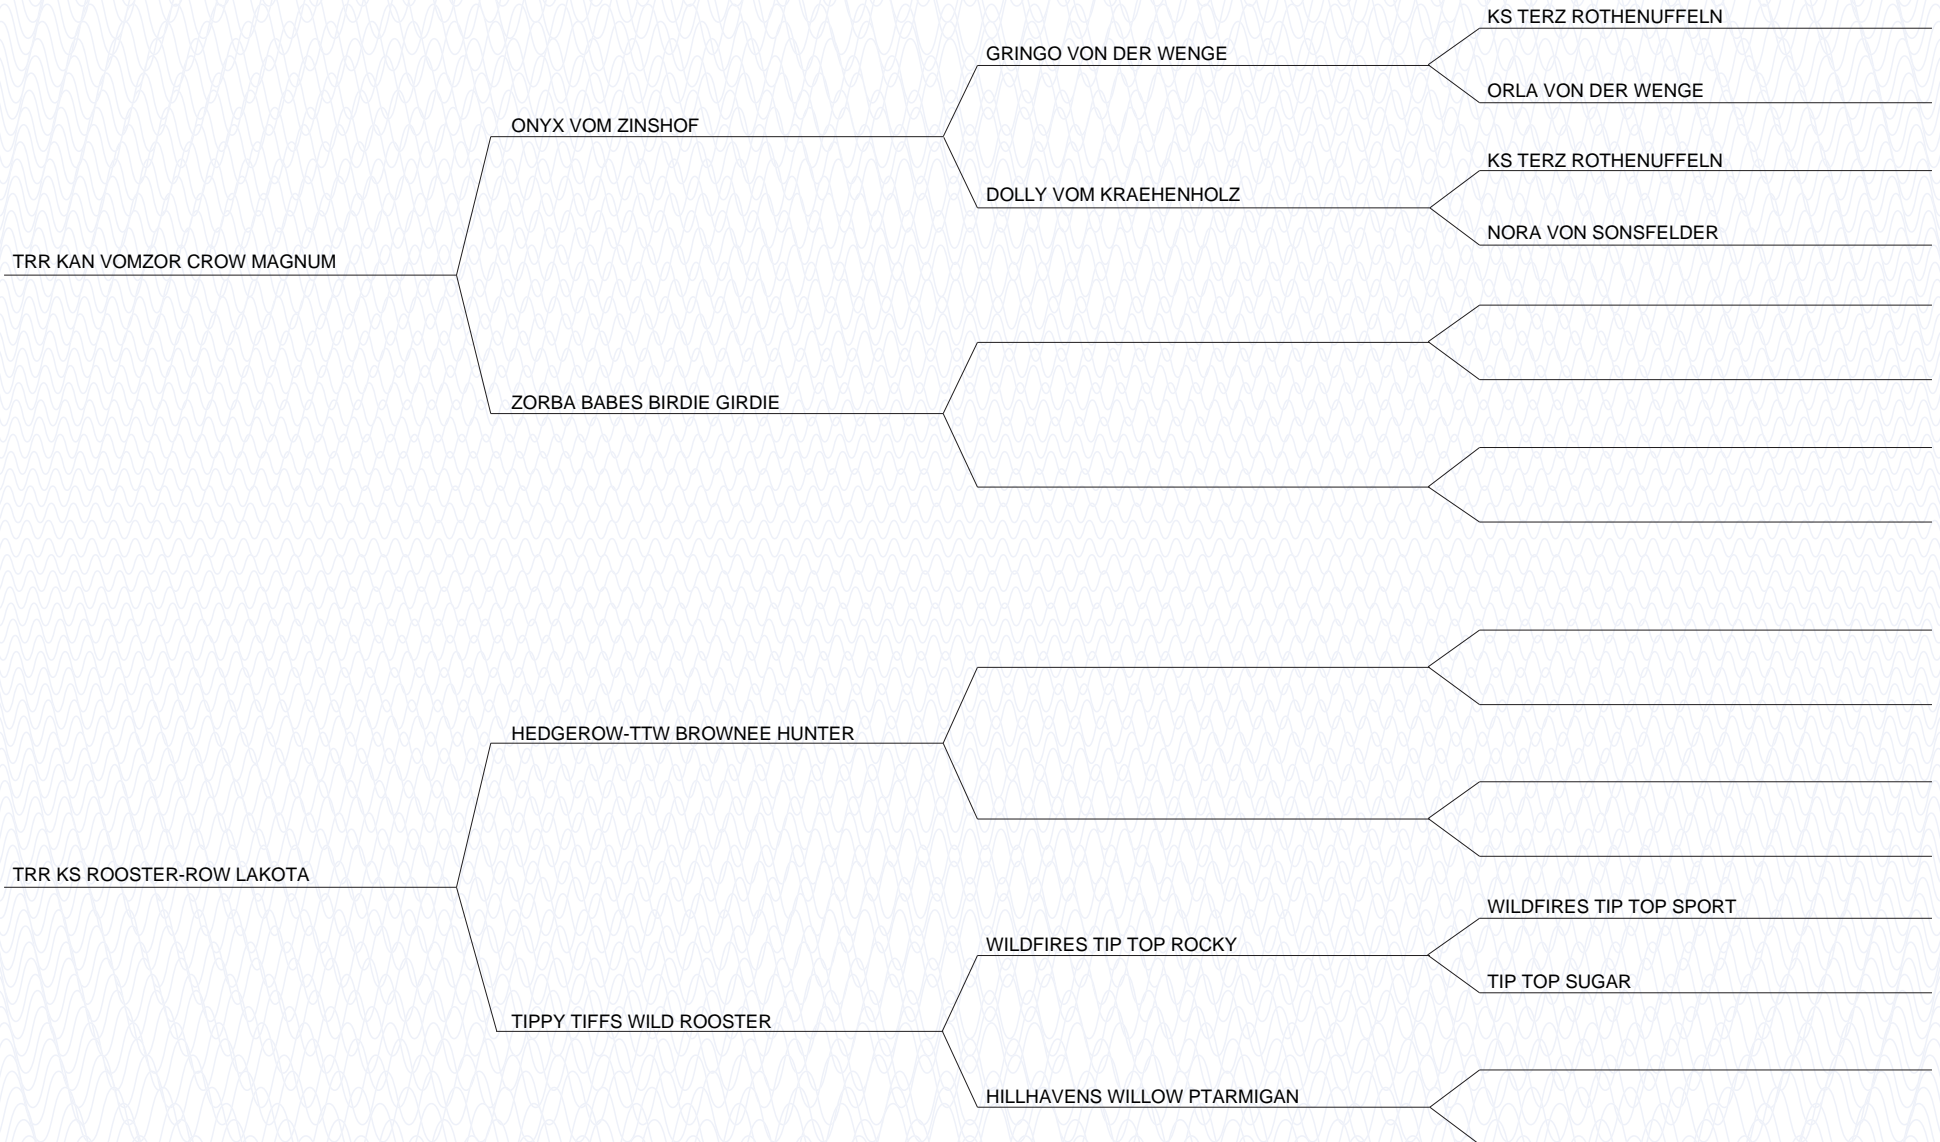 KS TERZ ROTHENUFFELN
GRINGO VON DER WENGE
ORLA VON DER WENGE
ONYX VOM ZINSHOF
KS TERZ ROTHENUFFELN
DOLLY VOM KRAEHENHOLZ
NORA VON SONSFELDER
TRR KAN VOMZOR CROW MAGNUM
ZORBA BABES BIRDIE GIRDIE
HEDGEROW-TTW BROWNEE HUNTER
TRR KS ROOSTER-ROW LAKOTA
WILDFIRES TIP TOP SPORT
WILDFIRES TIP TOP ROCKY
TIP TOP SUGAR
TIPPY TIFFS WILD ROOSTER
HILLHAVENS WILLOW PTARMIGAN